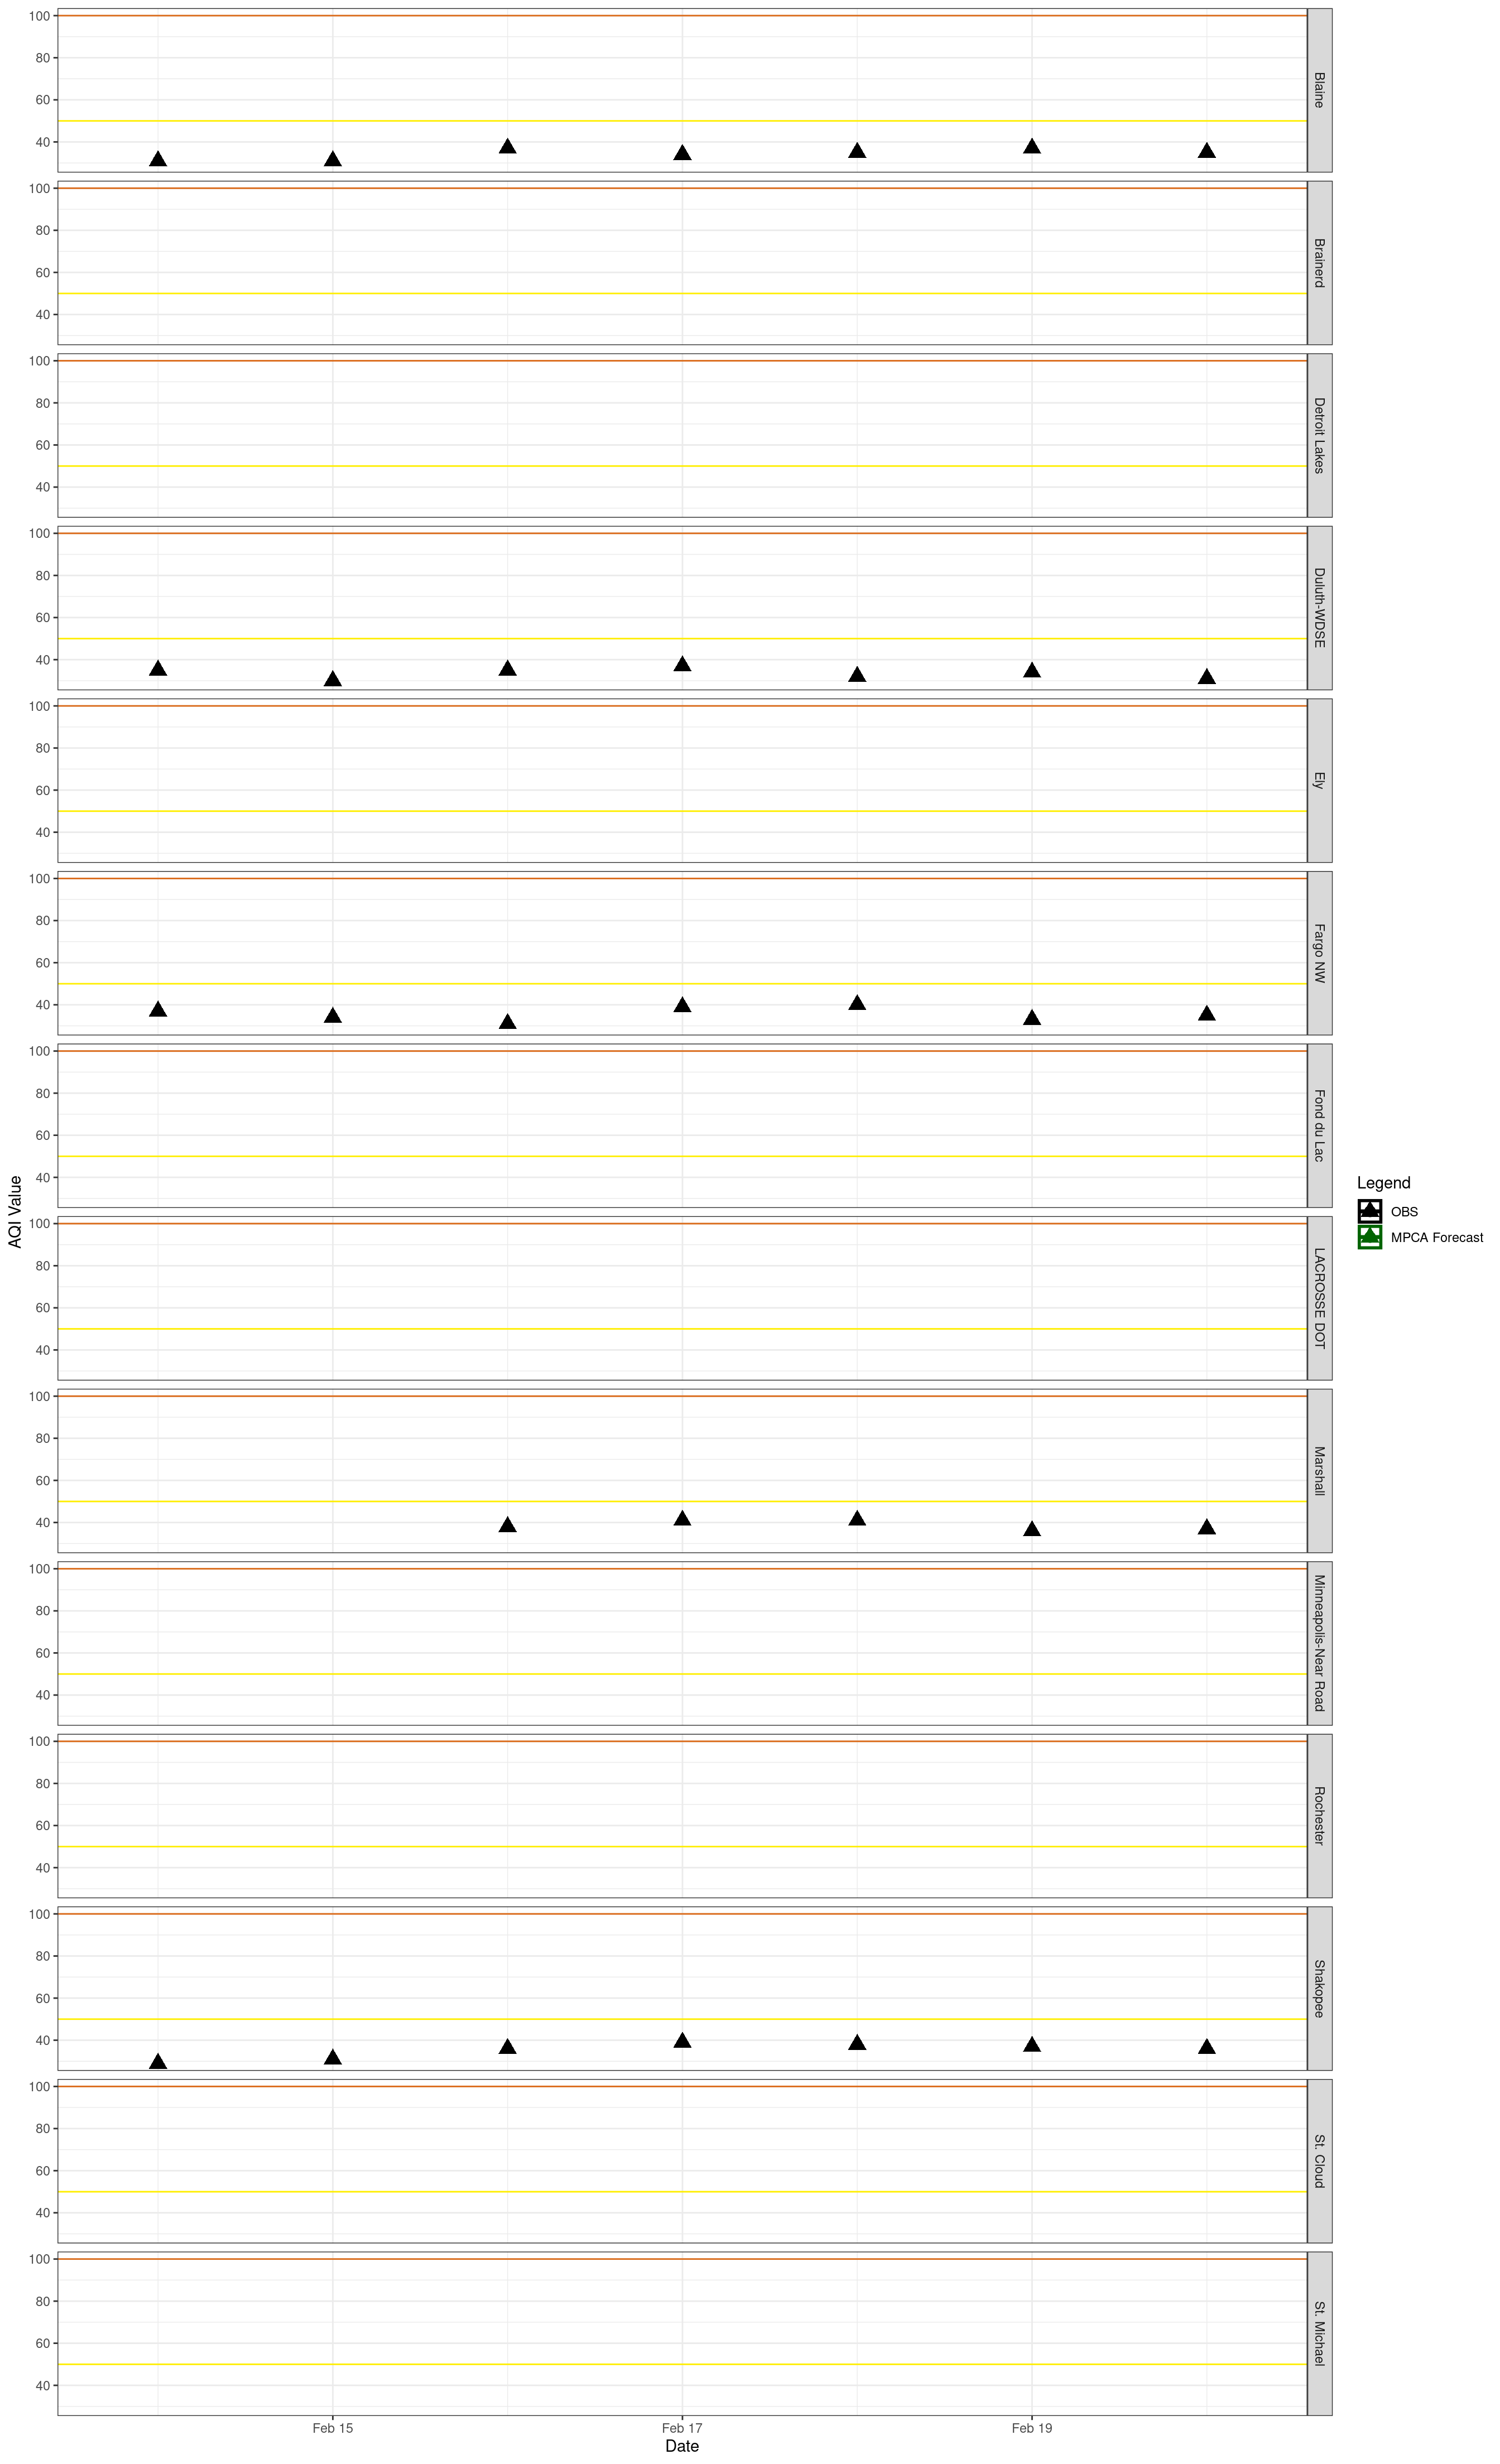 100
80
60
40
Blaine
100
80
60
40
Brainerd
100
80
60
40
Detroit Lakes
100
80
60
40
Duluth-WDSE
100
80
60
40
Ely
100
80
60
40
Fargo NW
100
80
60
40
Fond du Lac
100
80
60
40
LACROSSE DOT
100
80
60
40
Marshall
100
80
60
40
Minneapolis-Near Road
100
80
60
40
Rochester
100
80
60
40
Shakopee
100
80
60
40
St. Cloud
100
80
60
40
St. Michael
AQI Value
Feb 15
Feb 17
Feb 19
Date
Legend
OBS
MPCA Forecast